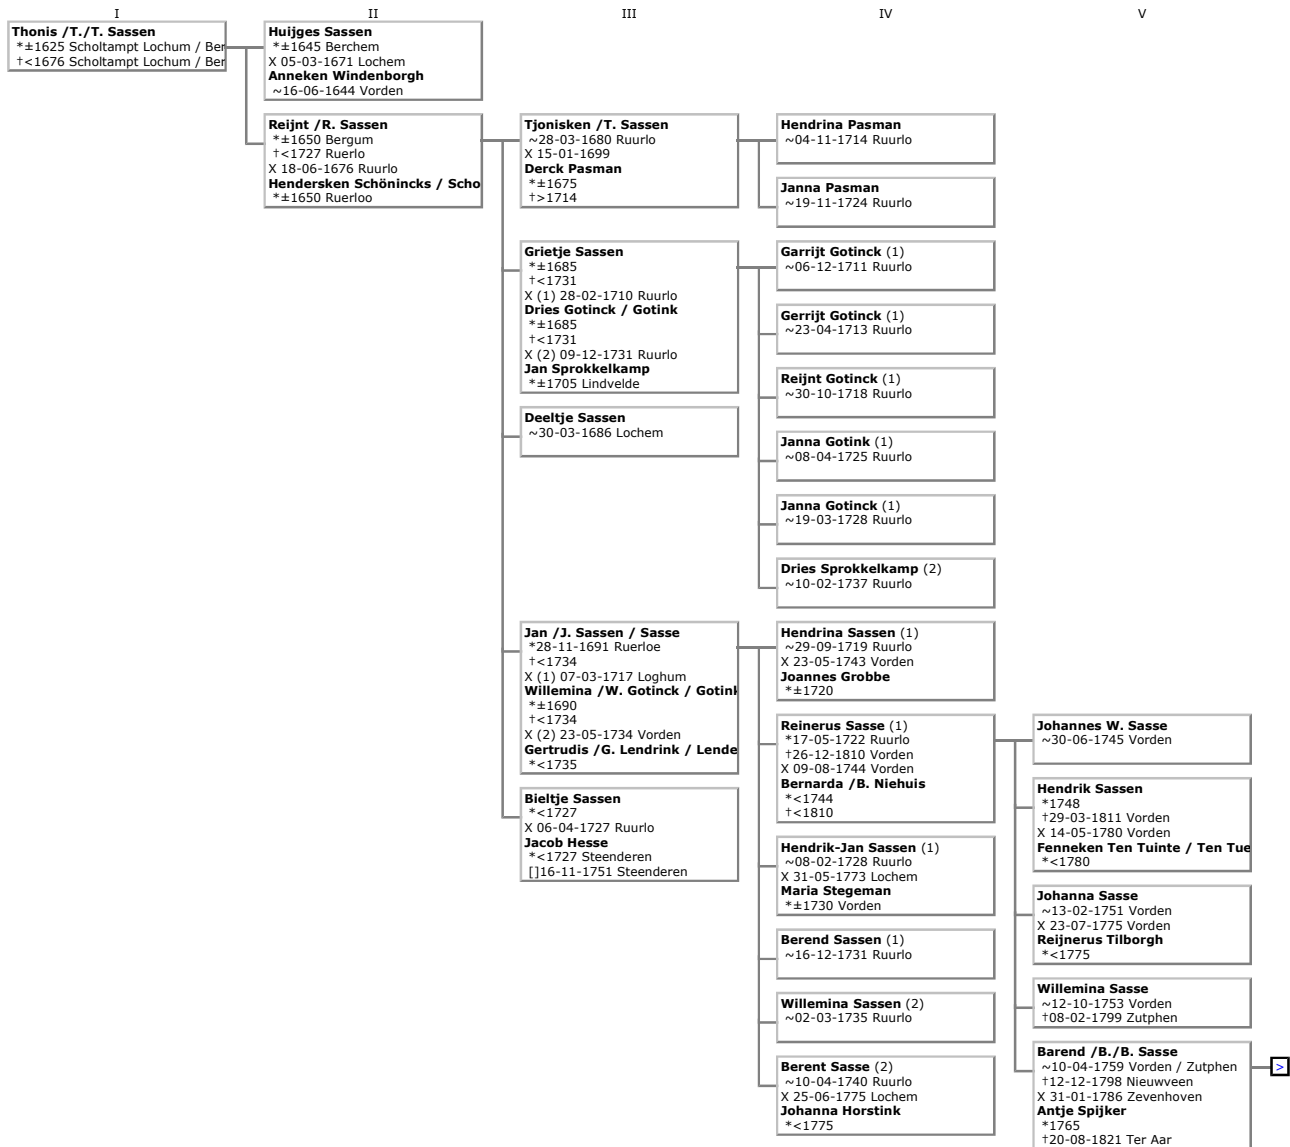 I
II
III
IV
V
Thonis /T./T. Sassen
*±1625 Scholtampt Lochum / Ber
†<1676 Scholtampt Lochum / Ber
Huijges Sassen
*±1645 Berchem
X 05-03-1671 Lochem
Anneken Windenborgh
~16-06-1644 Vorden
Reijnt /R. Sassen
*±1650 Bergum
†<1727 Ruerlo
X 18-06-1676 Ruurlo
Hendersken Schönincks / Scho
*±1650 Ruerloo
Tjonisken /T. Sassen
~28-03-1680 Ruurlo
X 15-01-1699
Derck Pasman
*±1675
†>1714
Grietje Sassen
*±1685
†<1731
X (1) 28-02-1710 Ruurlo
Dries Gotinck / Gotink
*±1685
†<1731
X (2) 09-12-1731 Ruurlo
Jan Sprokkelkamp
*±1705 Lindvelde
Deeltje Sassen
~30-03-1686 Lochem
Jan /J. Sassen / Sasse
*28-11-1691 Ruerloe
†<1734
X (1) 07-03-1717 Loghum
Willemina /W. Gotinck / Gotink
*±1690
†<1734
X (2) 23-05-1734 Vorden
Gertrudis /G. Lendrink / Lende
*<1735
Bieltje Sassen
*<1727
X 06-04-1727 Ruurlo
Jacob Hesse
*<1727 Steenderen
[]16-11-1751 Steenderen
Hendrina Pasman
~04-11-1714 Ruurlo
Janna Pasman
~19-11-1724 Ruurlo
Garrijt Gotinck (1)
~06-12-1711 Ruurlo
Gerrijt Gotinck (1)
~23-04-1713 Ruurlo
Reijnt Gotinck (1)
~30-10-1718 Ruurlo
Janna Gotink (1)
~08-04-1725 Ruurlo
Janna Gotinck (1)
~19-03-1728 Ruurlo
Dries Sprokkelkamp (2)
~10-02-1737 Ruurlo
Hendrina Sassen (1)
~29-09-1719 Ruurlo
X 23-05-1743 Vorden
Joannes Grobbe
*±1720
Reinerus Sasse (1)
*17-05-1722 Ruurlo
†26-12-1810 Vorden
X 09-08-1744 Vorden
Bernarda /B. Niehuis
*<1744
†<1810
Hendrik-Jan Sassen (1)
~08-02-1728 Ruurlo
X 31-05-1773 Lochem
Maria Stegeman
*±1730 Vorden
Berend Sassen (1)
~16-12-1731 Ruurlo
Willemina Sassen (2)
~02-03-1735 Ruurlo
Berent Sasse (2)
~10-04-1740 Ruurlo
X 25-06-1775 Lochem
Johanna Horstink
*<1775
Johannes W. Sasse
~30-06-1745 Vorden
Hendrik Sassen
*1748
†29-03-1811 Vorden
X 14-05-1780 Vorden
Fenneken Ten Tuinte / Ten Tue
*<1780
Johanna Sasse
~13-02-1751 Vorden
X 23-07-1775 Vorden
Reijnerus Tilborgh
*<1775
Willemina Sasse
~12-10-1753 Vorden
†08-02-1799 Zutphen
Barend /B./B. Sasse
~10-04-1759 Vorden / Zutphen
†12-12-1798 Nieuwveen
X 31-01-1786 Zevenhoven
Antje Spijker
*1765
†20-08-1821 Ter Aar
>